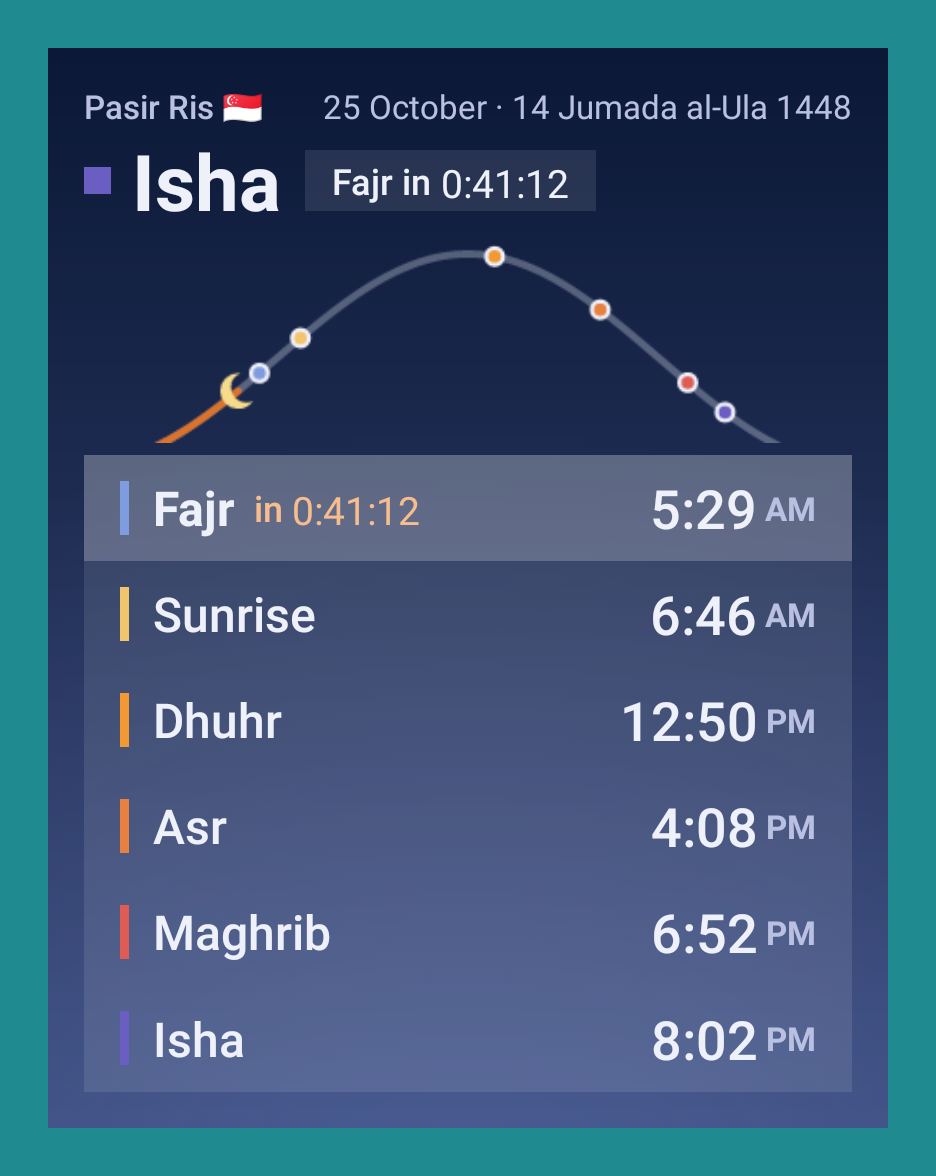 Pasir Ris 🇸🇬 25 October · 14 Jumada al-Ula 1448
Isha Fajr in 0:41:12
Fajr in 0:41:12 5:29 AM
Sunrise 6:46 AM
Dhuhr 12:50 PM
Asr 4:08 PM
Maghrib 6:52 PM
Isha 8:02 PM